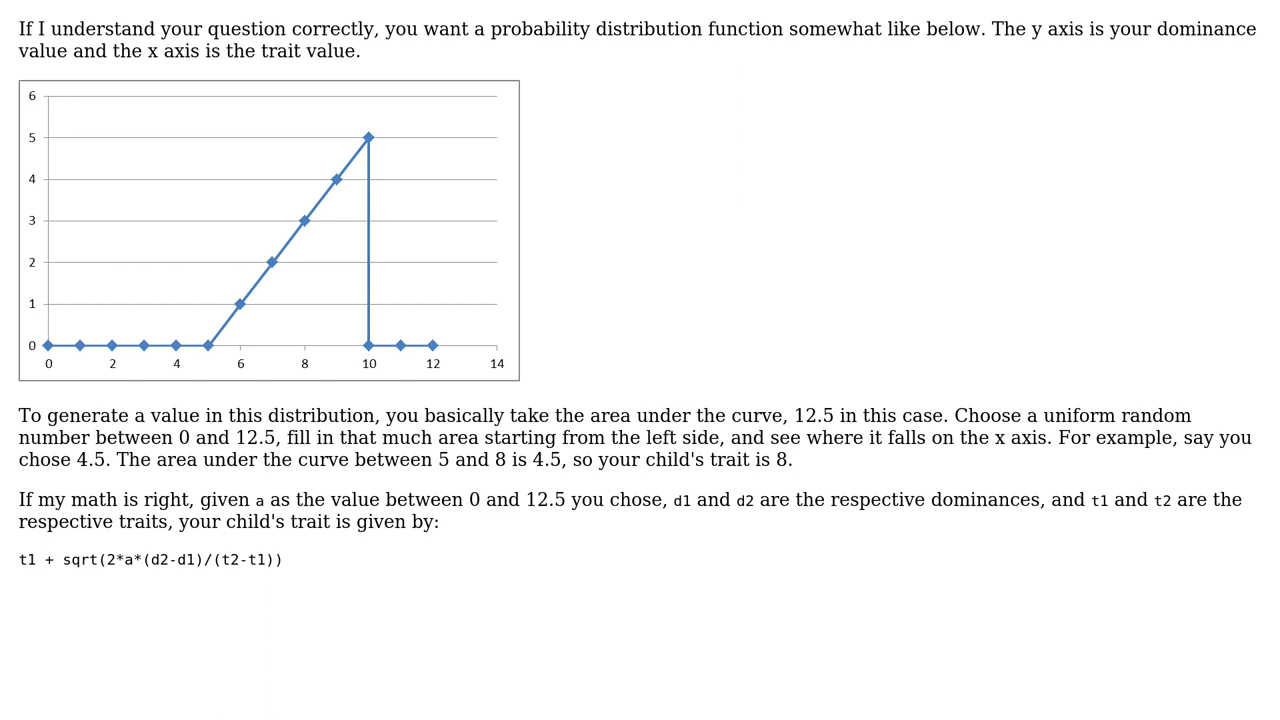 If I understand your question correctly, you want a probability distribution function somewhat like below. The y axis is your dominance
value and the x axis is the trait value.
6
5
4
3
2
1
0
0 2 4 6 8 10 12 14
To generate a value in this distribution, you basically take the area under the curve, 12.5 in this case. Choose a uniform random
number between 0 and 12.5, fill in that much area starting from the left side, and see where it falls on the x axis. For example, say you
chose 4.5. The area under the curve between 5 and 8 is 4.5, so your child's trait is 8.
If my math is right, given a as the value between 0 and 12.5 you chose, d1 and d2 are the respective dominances, and t1 and t2 are the
respective traits, your child's trait is given by:
t1 + sqrt(2*a*(d2-d1)/(t2-t1))